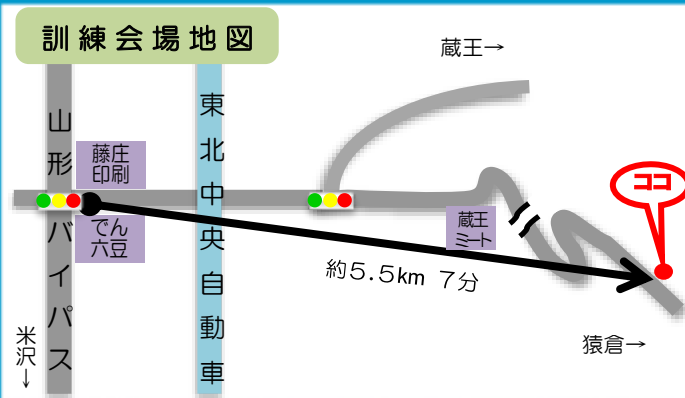 訓練会場地図
蔵王→
山形バイパス
東北中央自動車
藤庄
印刷
でん
六豆
蔵王
ミート
ココ
約5.5km 7分
猿倉→
米沢↓